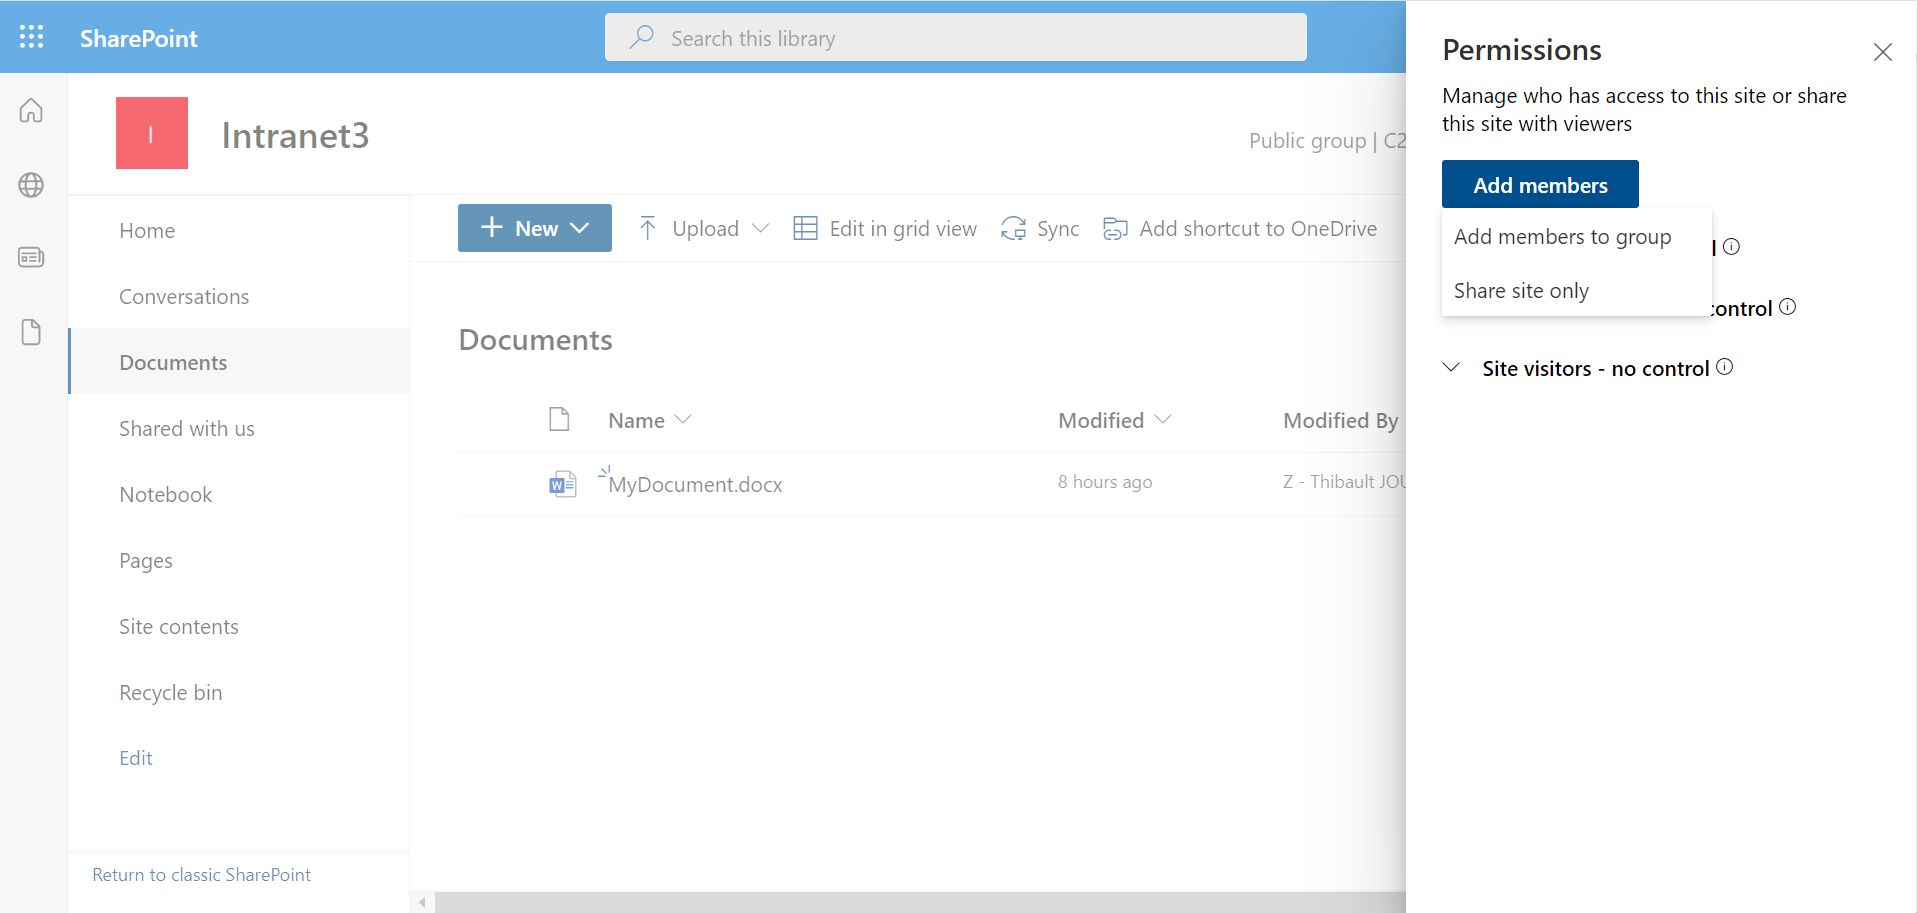 SharePoint
Search this library
I
Intranet3
Public group | C2
Home
Conversations
Documents
Shared with us
Notebook
Pages
Site contents
Recycle bin
Edit
Return to classic SharePoint
New
Upload
Edit in grid view
Sync
Add shortcut to OneDrive
Documents
Name
Modified
Modified By
MyDocument.docx
8 hours ago
Z - Thibault JOU
Permissions
Manage who has access to this site or share
this site with viewers
Add members
Add members to group
Share site only
control
Site visitors - no control